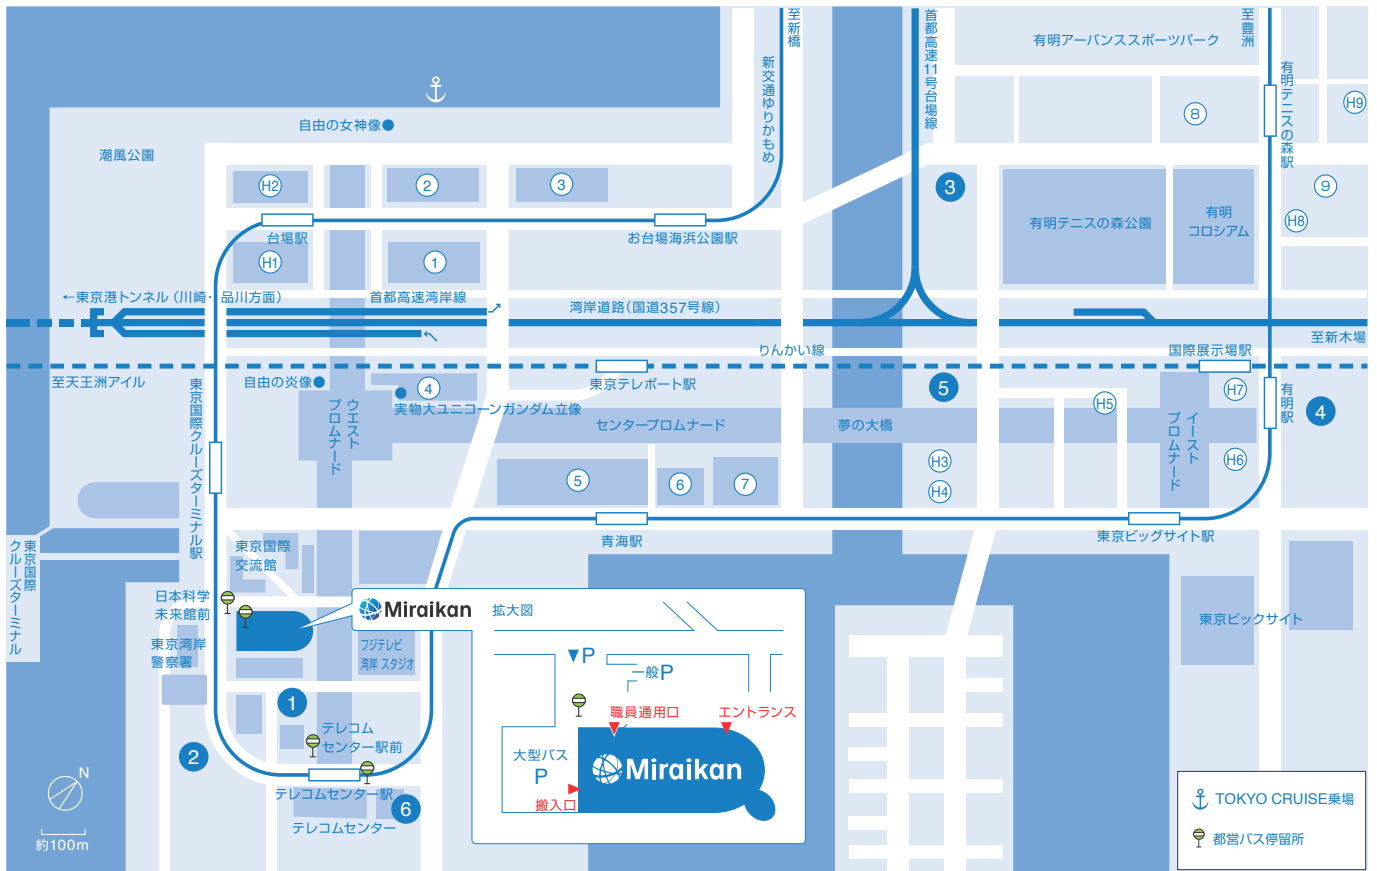 至新橋
新交通ゆりかもめ
首都高速11号台場線
有明アーバンスポーツパーク
至豊洲
有明テニスの森駅
H9
8
自由の女神像
潮風公園
H2
2
3
3
9
H8
有明テニスの森公園
有明
コロシアム
台場駅
お台場海浜公園駅
H1
1
←東京港トンネル（川崎・品川方面）
首都高速湾岸線
湾岸道路（国道357号線）
至新木場
りんかい線
国際展示場駅
至天王洲アイル
自由の炎像
4
東京テレポート駅
5
H7
有明駅
4
実物大ユニコーンガンダム立像
H5
東京国際クルーズターミナル駅
ウエスト
プロムナード
センタープロムナード
夢の大橋
イースト
プロムナード
5
6
7
H3
H4
H6
青海駅
東京ビッグサイト駅
東京国際
クルーズターミナル
東京国際
交流館
日本科学
未来館前
東京湾岸
警察署
フジテレビ
湾岸 スタジオ
Miraikan
拡大図
P
一般P
職員通用口
エントランス
大型バス
P
Miraikan
搬入口
東京ビックサイト
1
2
テレコム
センター駅前
テレコムセンター駅
6
テレコムセンター
N
約100m
TOKYO CRUISE乗場
都営バス停留所